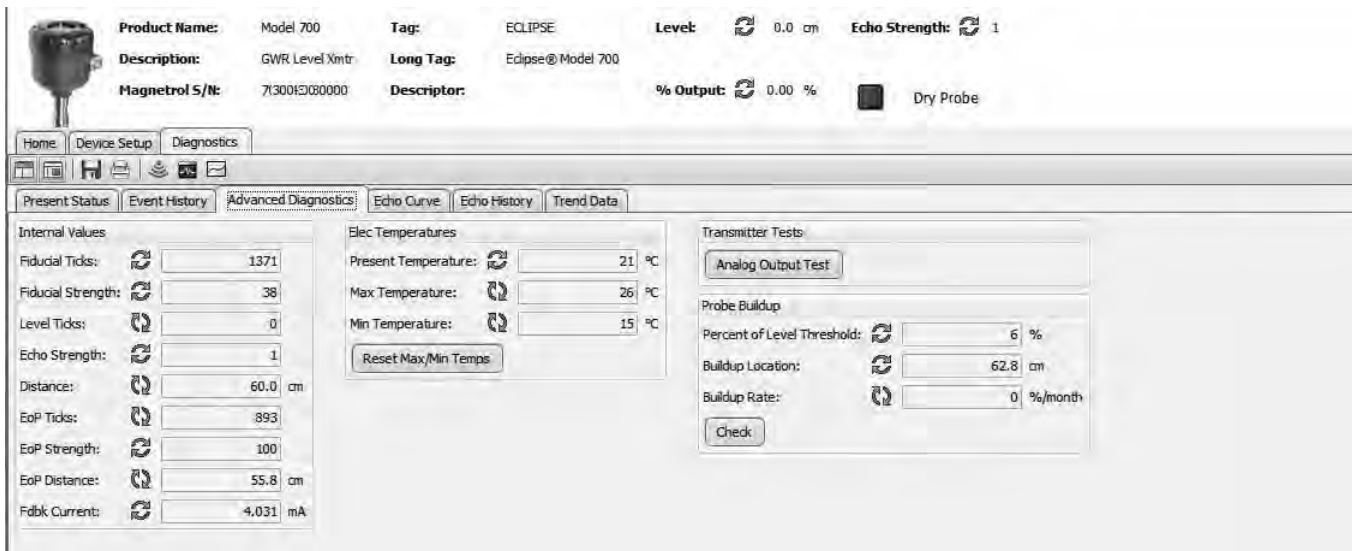 Product Name: Model 700 Tag: ECLIPSE Level: 0.0 cm Echo Strength: 1
Description: GWR Level Xmtr Long Tag: Eclipse® Model 700
Magnetrol S/N: Descriptor: % Output: 0.00 % Dry Probe
Home Device Setup Diagnostics
Present Status Event History Advanced Diagnostics Echo Curve Echo History Trend Data
Internal Values Elec Temperatures Transmitter Tests
Fiducial Ticks: 1371 Present Temperature: 21 °C Analog Output Test
Fiducial Strength: 38 Max Temperature: 26 °C
Probe Buildup
Level Ticks: 0 Min Temperature: 15 °C
Percent of Level Threshold: 6 %
Echo Strength: 1 Reset Max/Min Temps
Buildup Location: 62.8 cm
Distance: 60.0 cm
Buildup Rate: 0 %/month
EoP Ticks: 893
Check
EoP Strength: 100
EoP Distance: 55.8 cm
Fdbk Current: 4.031 mA